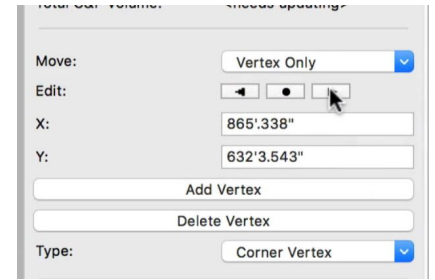 Move: Vertex Only
Edit:
X: 865'.338"
Y: 632'3.543"
Add Vertex
Delete Vertex
Type: Corner Vertex